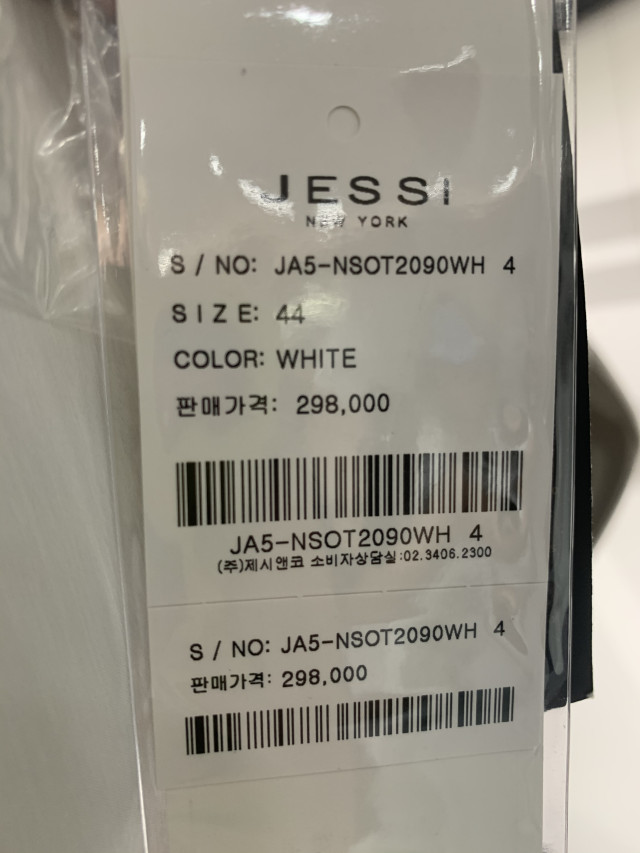 JESSI
NEW YORK
S / NO: JA5-NSOT2090WH 4
SIZE: 44
COLOR: WHITE
판매가격: 298,000
JA5-NSOT2090WH 4
(주)제시앤코 소비자상담실:02.3406.2300
S / NO: JA5-NSOT2090WH 4
판매가격: 298,000